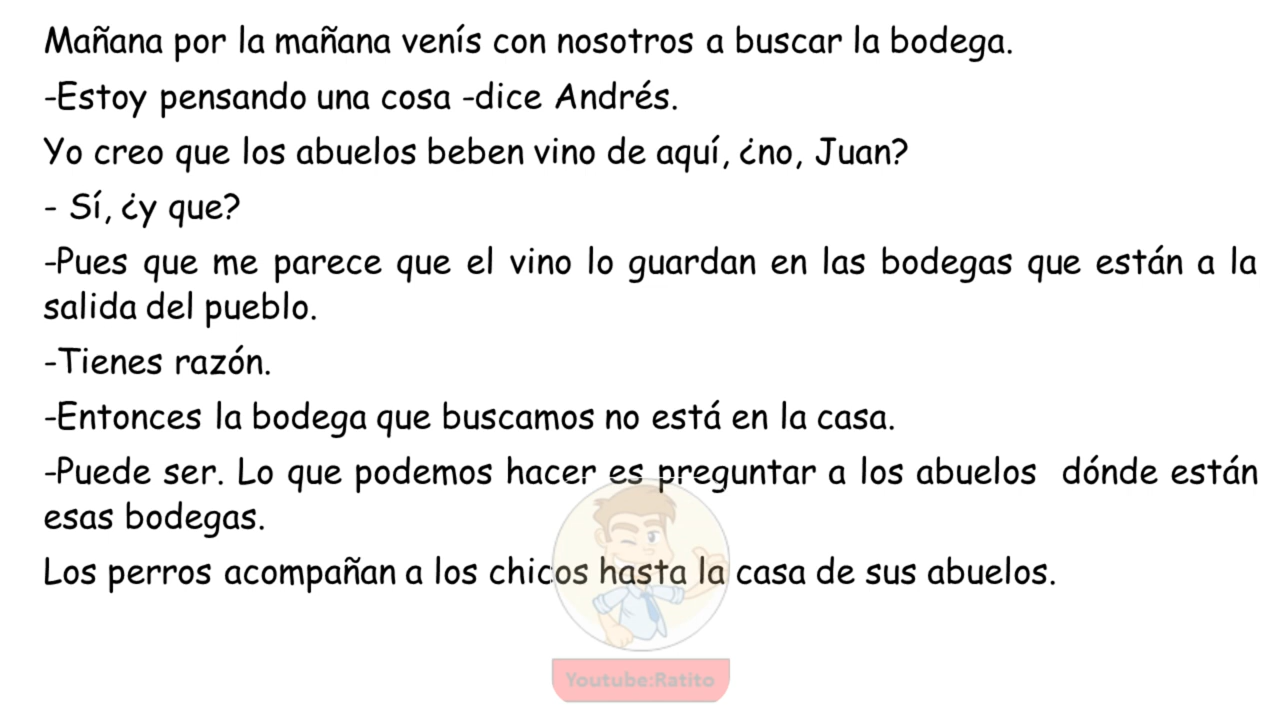 Mañana por la mañana venís con nosotros a buscar la bodega.
-Estoy pensando una cosa -dice Andrés.
Yo creo que los abuelos beben vino de aquí, ¿no, Juan?
- Sí, ¿y que?
-Pues que me parece que el vino lo guardan en las bodegas que están a la
salida del pueblo.
-Tienes razón.
-Entonces la bodega que buscamos no está en la casa.
-Puede ser. Lo que podemos hacer es preguntar a los abuelos  dónde están
esas bodegas.
Los perros acompañan a los chicos hasta la casa de sus abuelos.
Youtube:Ratito